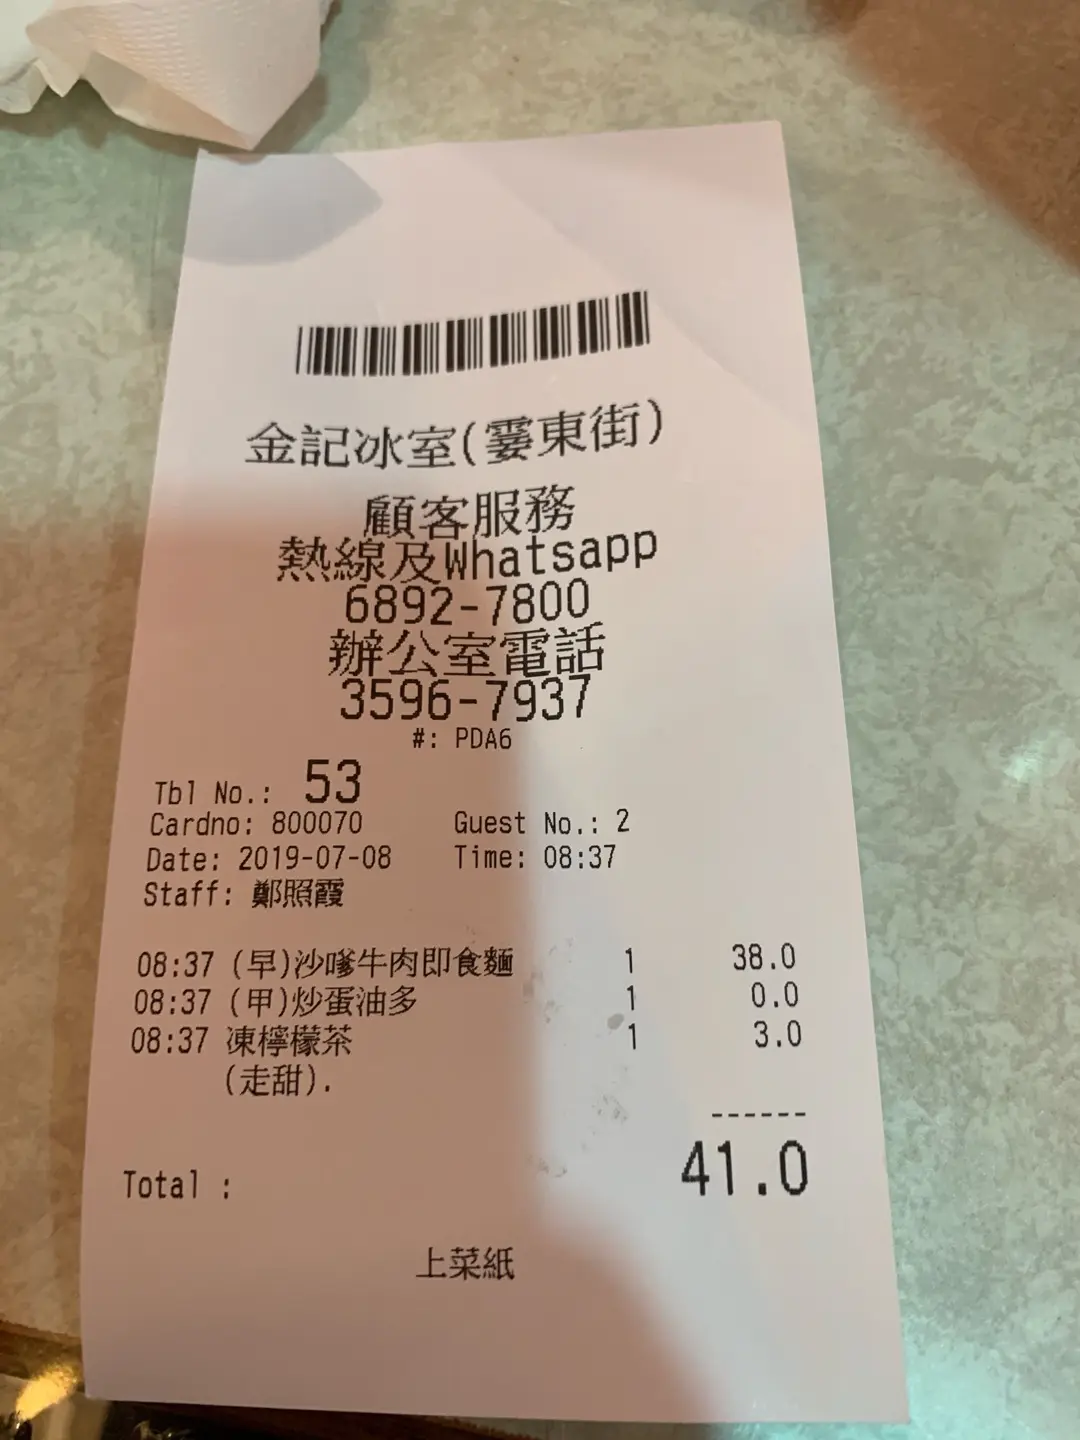 金記冰室(霎東街)
顧客服務
熱線及Whatsapp
6892-7800
辦公室電話
3596-7937
#: PDA6
Tbl No.: 53
Cardno: 800070 Guest No.: 2
Date: 2019-07-08 Time: 08:37
Staff: 鄭照霞
08:37 (早)沙嗲牛肉即食麵 1 38.0
08:37 (甲)炒蛋油多 1 0.0
08:37 凍檸檬茶 1 3.0
(走甜).
------
Total : 41.0
上菜紙